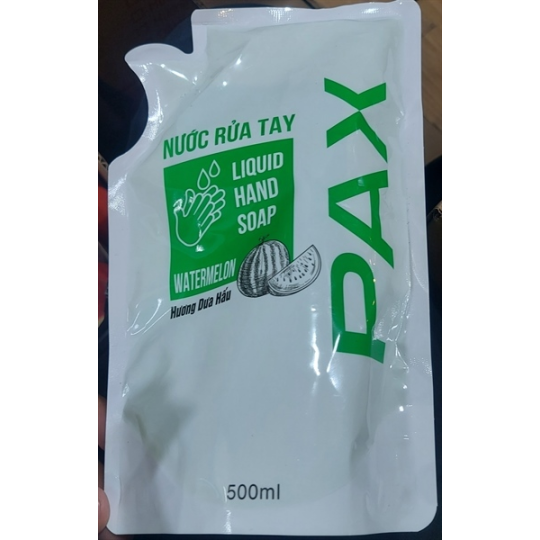 NƯỚC RỬA TAY
LIQUID
HAND
SOAP
WATERMELON
Hương Dưa Hấu
PAX
500ml